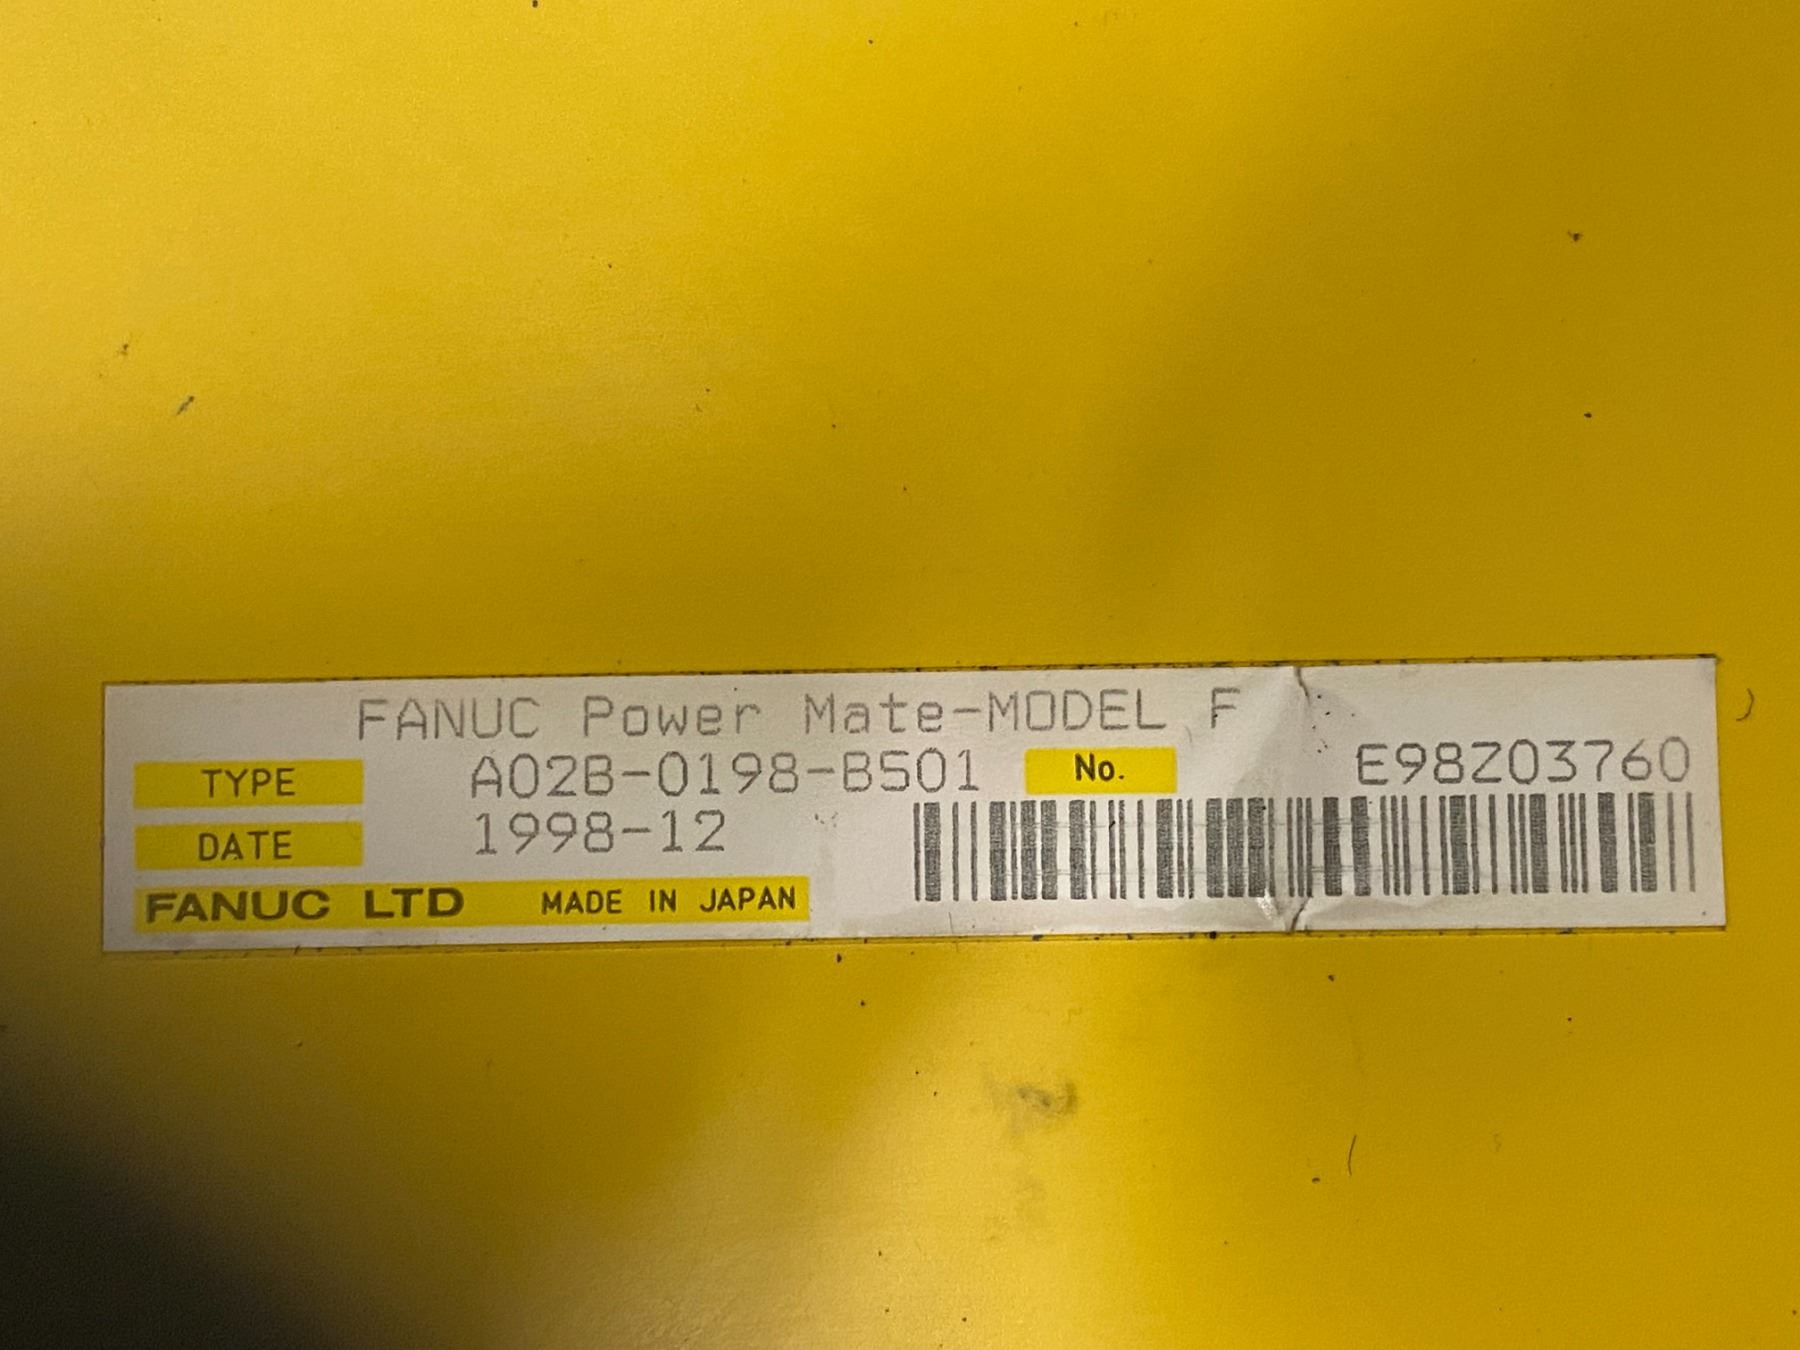 FANUC Power Mate-MODEL F
TYPE A02B-0198-B501 No. E98Z03760
DATE 1998-12
FANUC LTD MADE IN JAPAN